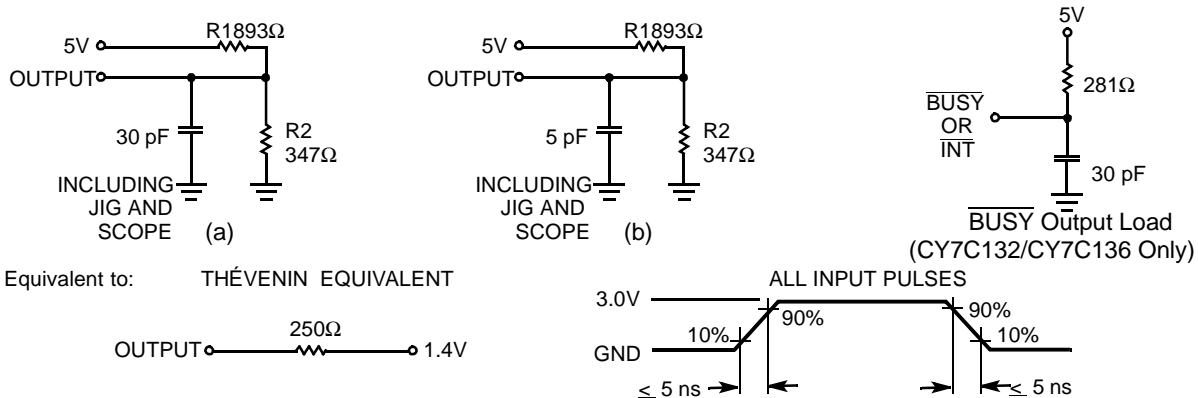 R1893Ω
5V
OUTPUT
30 pF
R2
347Ω
INCLUDING
JIG AND
SCOPE
(a)
R1893Ω
5V
OUTPUT
5 pF
R2
347Ω
INCLUDING
JIG AND
SCOPE
(b)
5V
281Ω
BUSY
OR
INT
30 pF
BUSY Output Load
(CY7C132/CY7C136 Only)
Equivalent to: THÉVENIN EQUIVALENT
250Ω
OUTPUT 1.4V
ALL INPUT PULSES
3.0V
90% 90%
10% 10%
GND
≤ 5 ns ≤ 5 ns